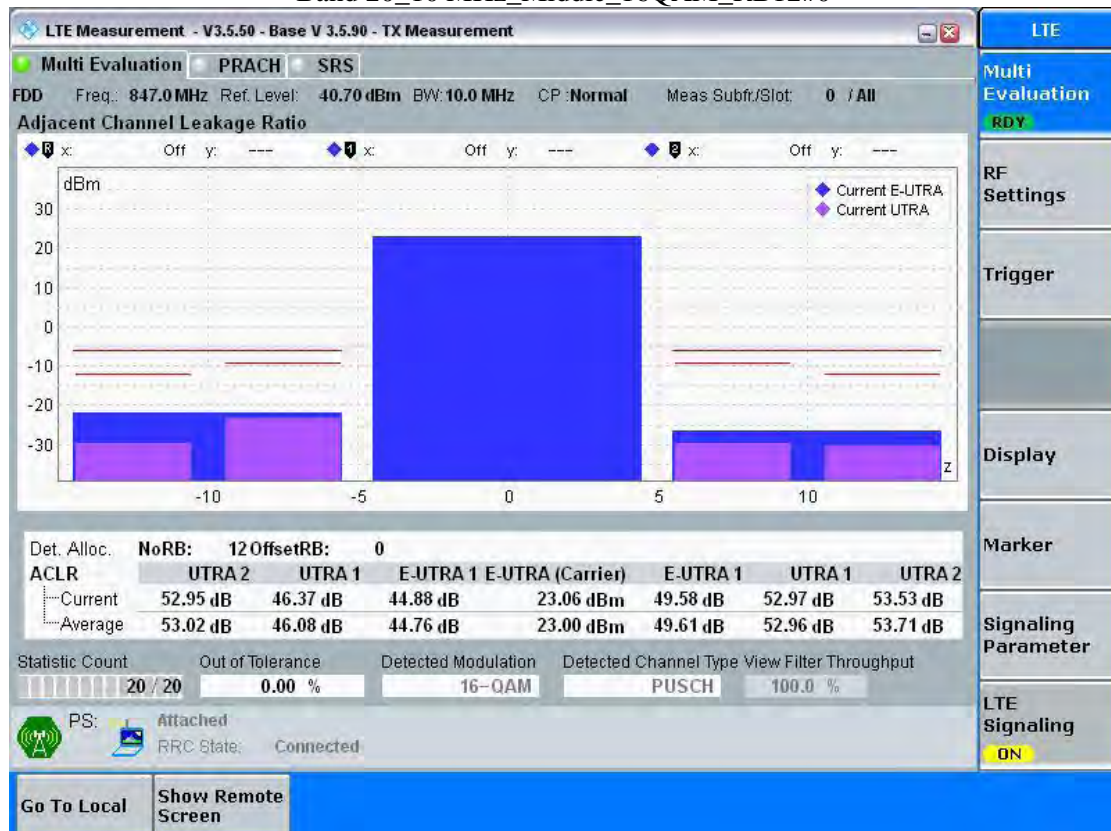 LTE Measurement - V3.5.50 - Base V 3.5.90 - TX Measurement
LTE
Multi Evaluation PRACH SRS
Multi Evaluation
RDY
FDD Freq.: 847.0 MHz Ref. Level: 40.70 dBm BW: 10.0 MHz CP :Normal Meas Subfr./Slot: 0 / All
Adjacent Channel Leakage Ratio
R x: Off y: --- 1 x: Off y: --- 2 x: Off y: ---
dBm
Current E-UTRA
Current UTRA
30
20
10
0
-10
-20
-30
z
-10 -5 0 5 10
RF Settings
Trigger
Display
Marker
Signaling Parameter
LTE Signaling
ON
Det. Alloc. NoRB: 12 OffsetRB: 0
ACLR UTRA 2 UTRA 1 E-UTRA 1 E-UTRA (Carrier) E-UTRA 1 UTRA 1 UTRA 2
Current 52.95 dB 46.37 dB 44.88 dB 23.06 dBm 49.58 dB 52.97 dB 53.53 dB
Average 53.02 dB 46.08 dB 44.76 dB 23.00 dBm 49.61 dB 52.96 dB 53.71 dB
Statistic Count Out of Tolerance Detected Modulation Detected Channel Type View Filter Throughput
20 / 20 0.00 % 16-QAM PUSCH 100.0 %
PS: Attached
RRC State: Connected
Go To Local
Show Remote Screen